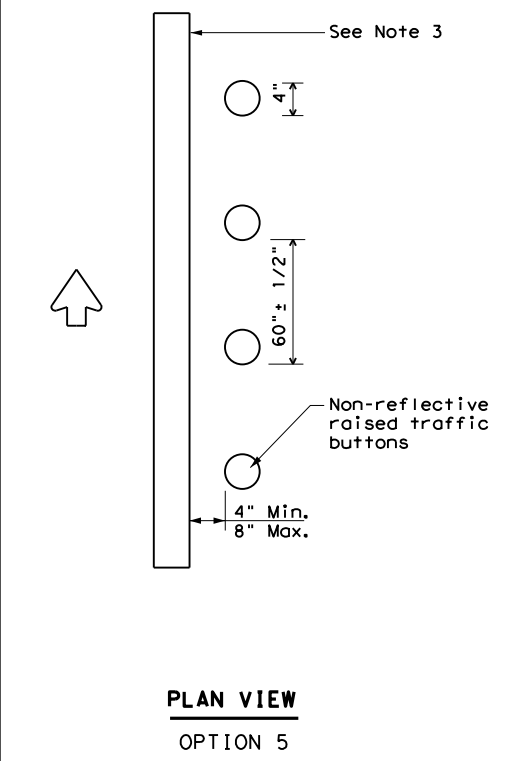 See Note 3
4"
60"± 1/2"
Non-reflective
raised traffic
buttons
4" Min.
8" Max.
PLAN VIEW
OPTION 5